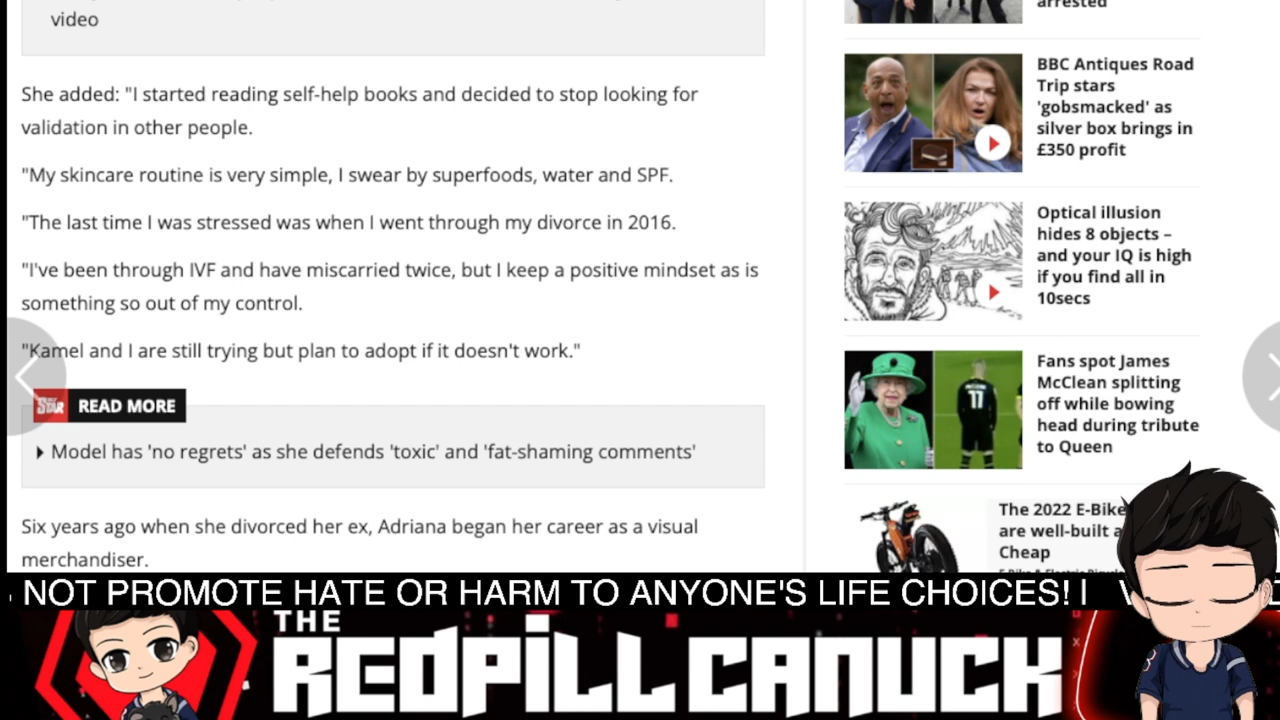 video
She added: "I started reading self-help books and decided to stop looking for
validation in other people.
"My skincare routine is very simple, I swear by superfoods, water and SPF.
"The last time I was stressed was when I went through my divorce in 2016.
"I've been through IVF and have miscarried twice, but I keep a positive mindset as is
something so out of my control.
"Kamel and I are still trying but plan to adopt if it doesn't work."
STAR READ MORE
Model has 'no regrets' as she defends 'toxic' and 'fat-shaming comments'
Six years ago when she divorced her ex, Adriana began her career as a visual
merchandiser.
arrested
BBC Antiques Road
Trip stars
'gobsmacked' as
silver box brings in
£350 profit
Optical illusion
hides 8 objects –
and your IQ is high
if you find all in
10secs
Fans spot James
McClean splitting
off while bowing
head during tribute
to Queen
11
The 2022 E-Bike
are well-built a
Cheap
NOT PROMOTE HATE OR HARM TO ANYONE'S LIFE CHOICES! |
THE
REDPILL CANUCK